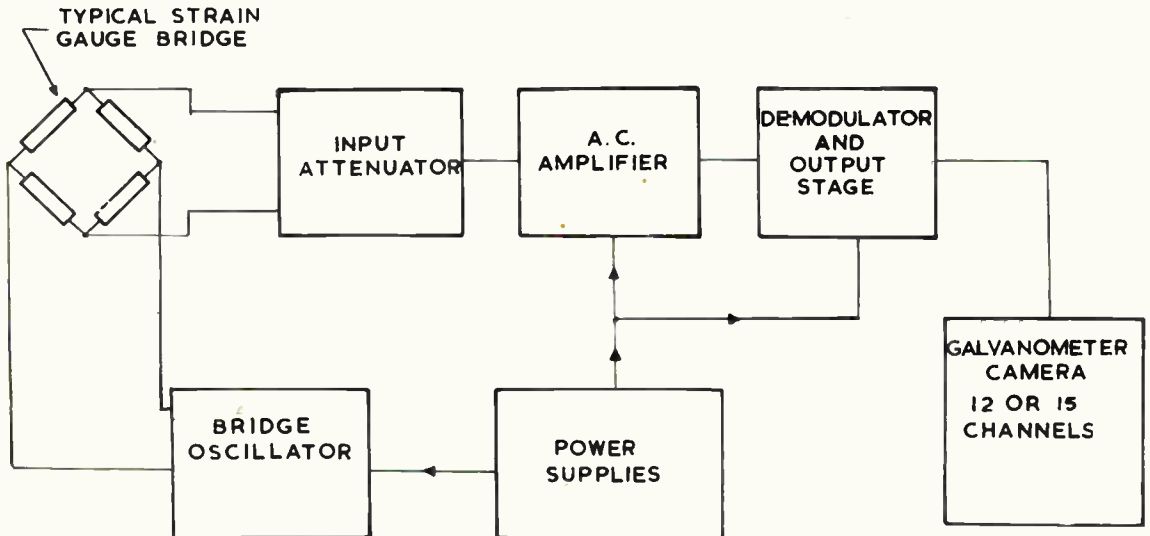 TYPICAL STRAIN
GAUGE BRIDGE
INPUT
ATTENUATOR
A.C.
AMPLIFIER
DEMODULATOR
AND
OUTPUT
STAGE
GALVANOMETER
CAMERA
12 OR 15
CHANNELS
BRIDGE
OSCILLATOR
POWER
SUPPLIES